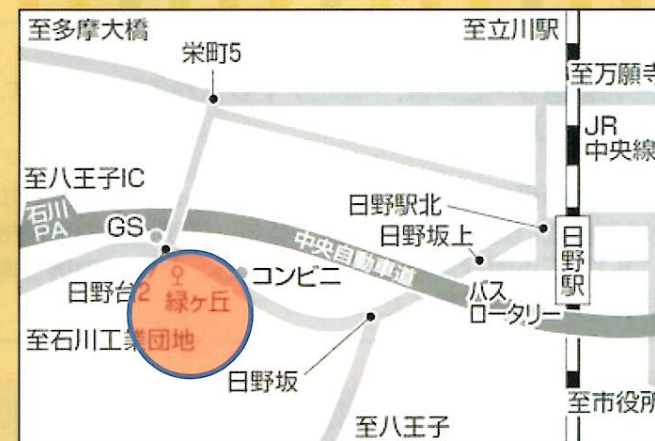 至多摩大橋
至立川駅
栄町5
至万願寺
JR
中央線
至八王子IC
石川
PA
GS
日野駅北
日野坂上
中央自動車道
日野駅
日野台2
緑ヶ丘
コンビニ
バス
ロータリー
至石川工業団地
日野坂
至八王子
至市役所